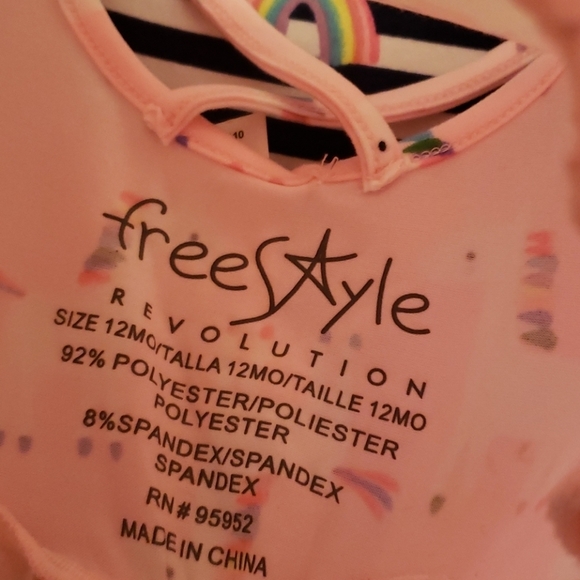 10
freestyle
REVOLUTION
SIZE 12MO/TALLA 12MO/TAILLE 12MO
92% POLYESTER/POLIESTER
POLYESTER
8%SPANDEX/SPANDEX
SPANDEX
RN# 95952
MADE IN CHINA